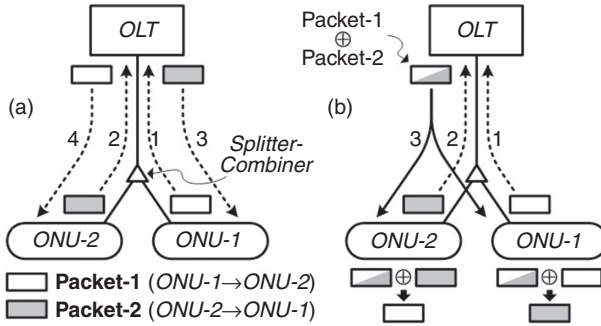 OLT
(a)
4
2
1
3
Splitter-
Combiner
ONU-2
ONU-1
Packet-1 (ONU-1→ONU-2)
Packet-2 (ONU-2→ONU-1)
Packet-1
⊕
Packet-2
OLT
(b)
3
2
1
ONU-2
ONU-1
⊕
⊕